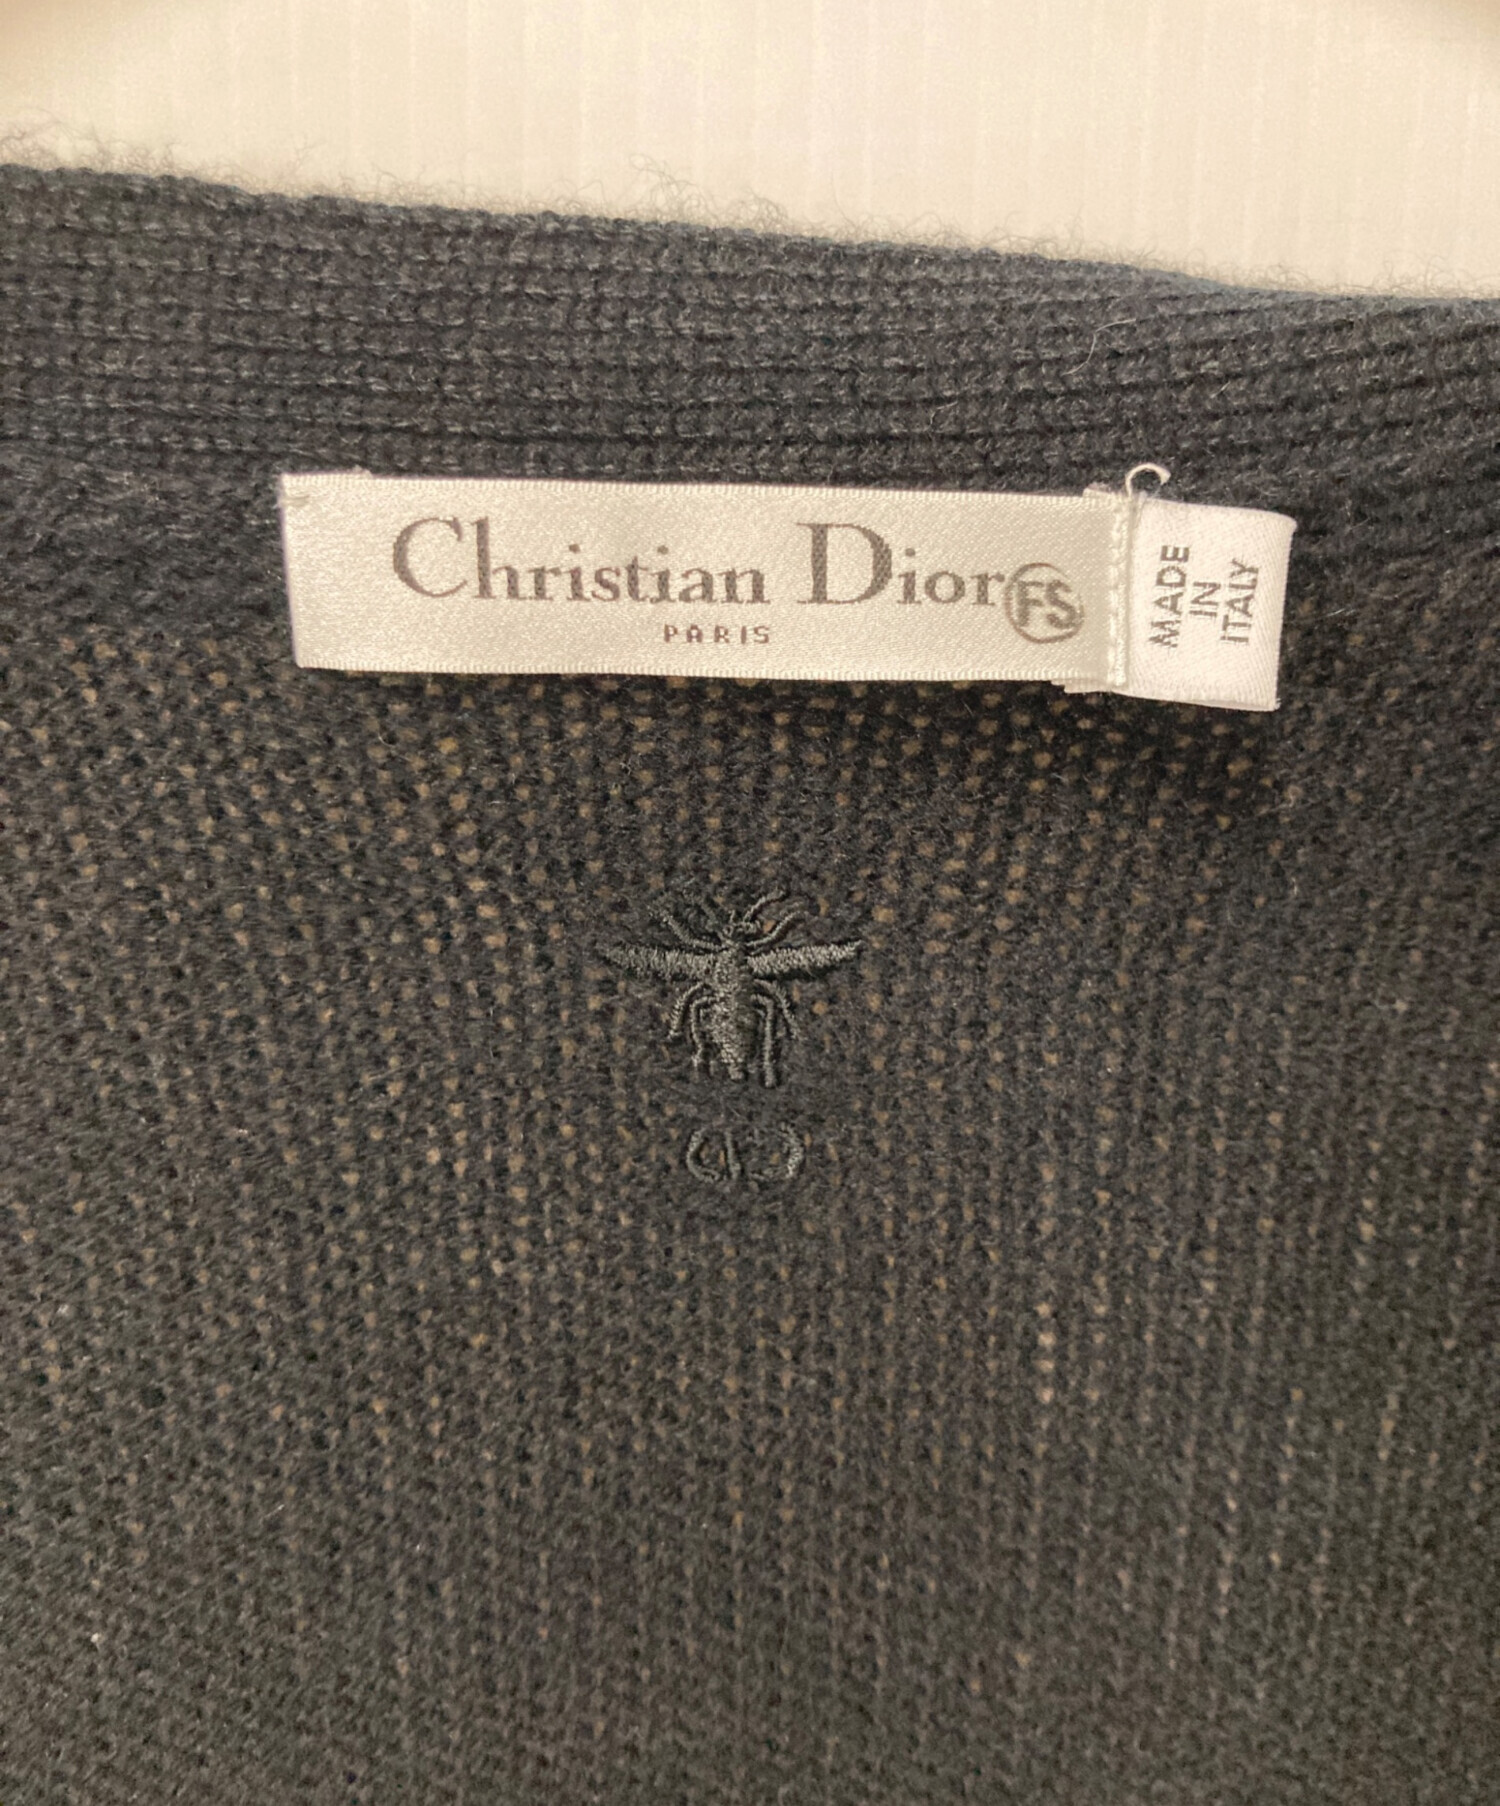 Christian Dior FS
PARIS
MADE
IN
ITALY
CD